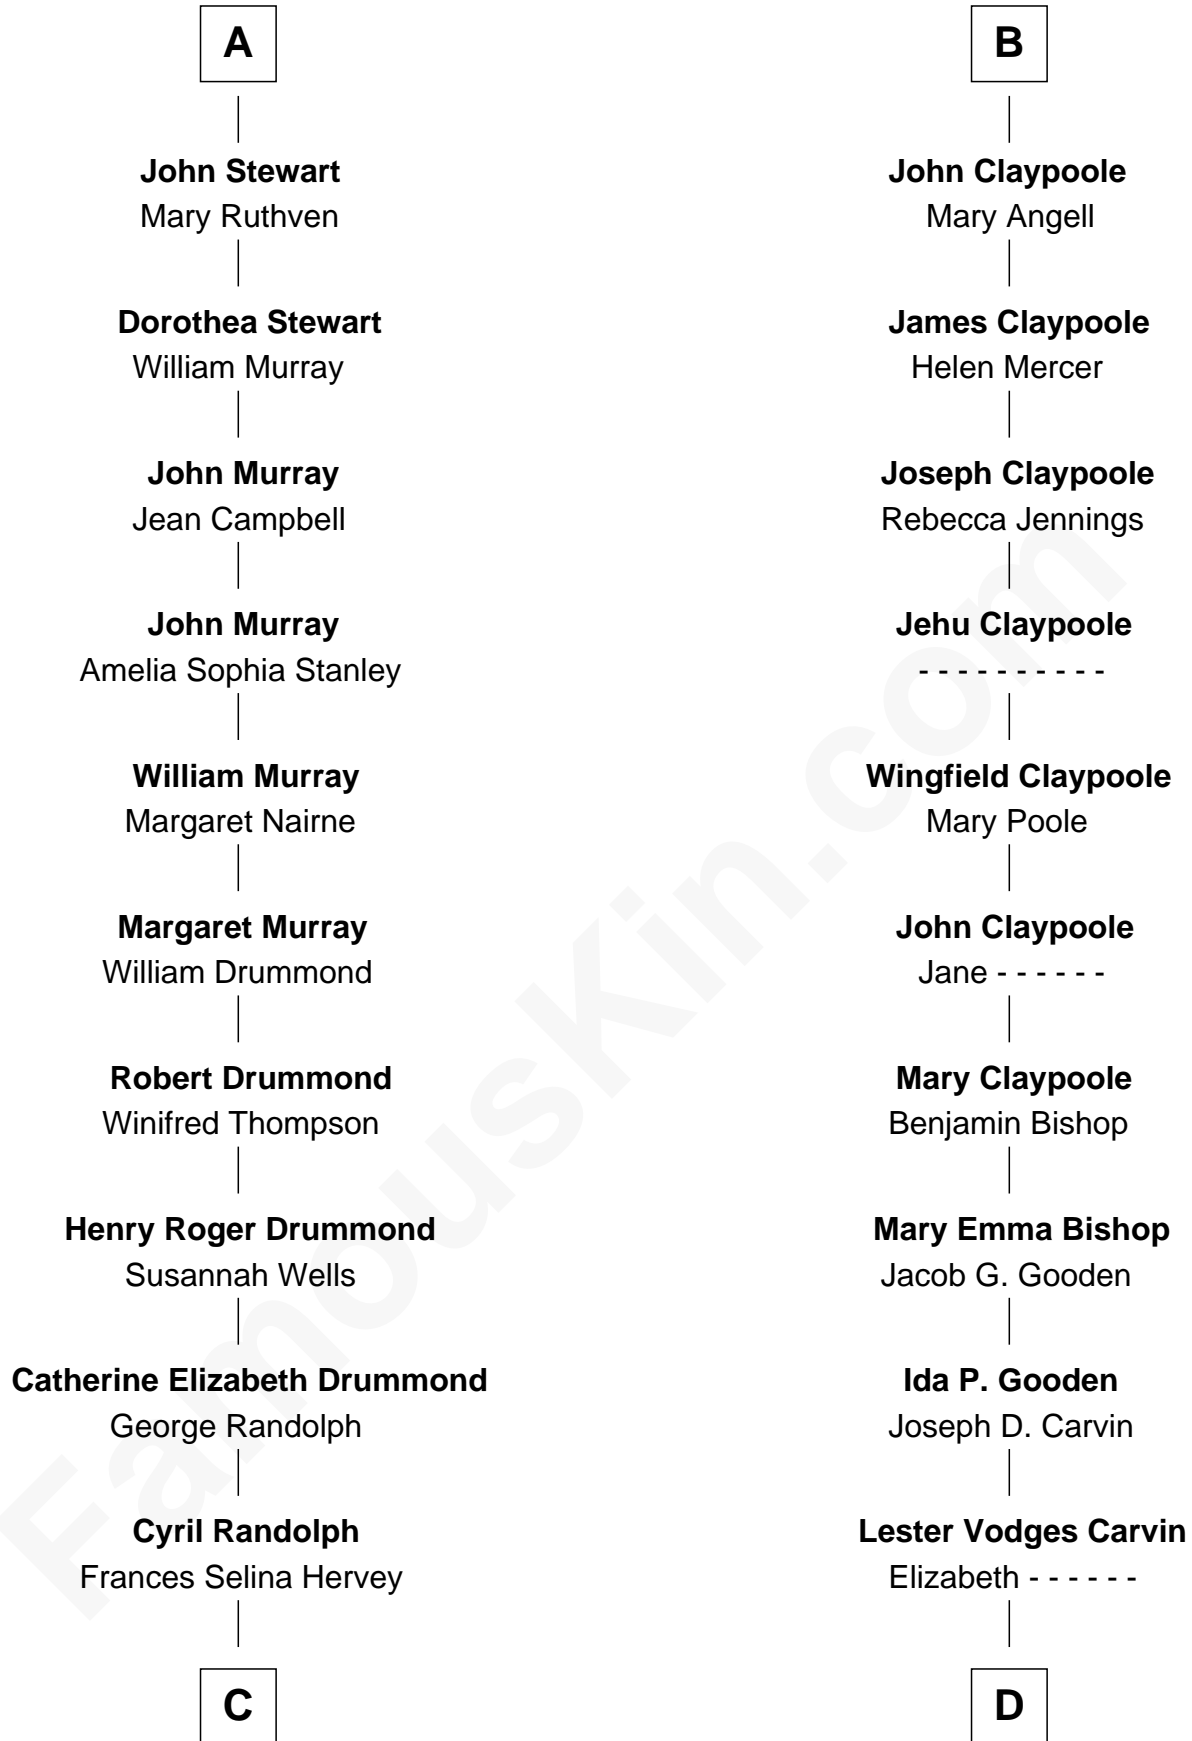 A
John Stewart
Mary Ruthven
Dorothea Stewart
William Murray
John Murray
Jean Campbell
John Murray
Amelia Sophia Stanley
William Murray
Margaret Nairne
Margaret Murray
William Drummond
Robert Drummond
Winifred Thompson
Henry Roger Drummond
Susannah Wells
Catherine Elizabeth Drummond
George Randolph
Cyril Randolph
Frances Selina Hervey
C
B
John Claypoole
Mary Angell
James Claypoole
Helen Mercer
Joseph Claypoole
Rebecca Jennings
Jehu Claypoole
- - - - - - - - - -
Wingfield Claypoole
Mary Poole
John Claypoole
Jane - - - - - -
Mary Claypoole
Benjamin Bishop
Mary Emma Bishop
Jacob G. Gooden
Ida P. Gooden
Joseph D. Carvin
Lester Vodges Carvin
Elizabeth - - - - - -
D
FamousKin.com